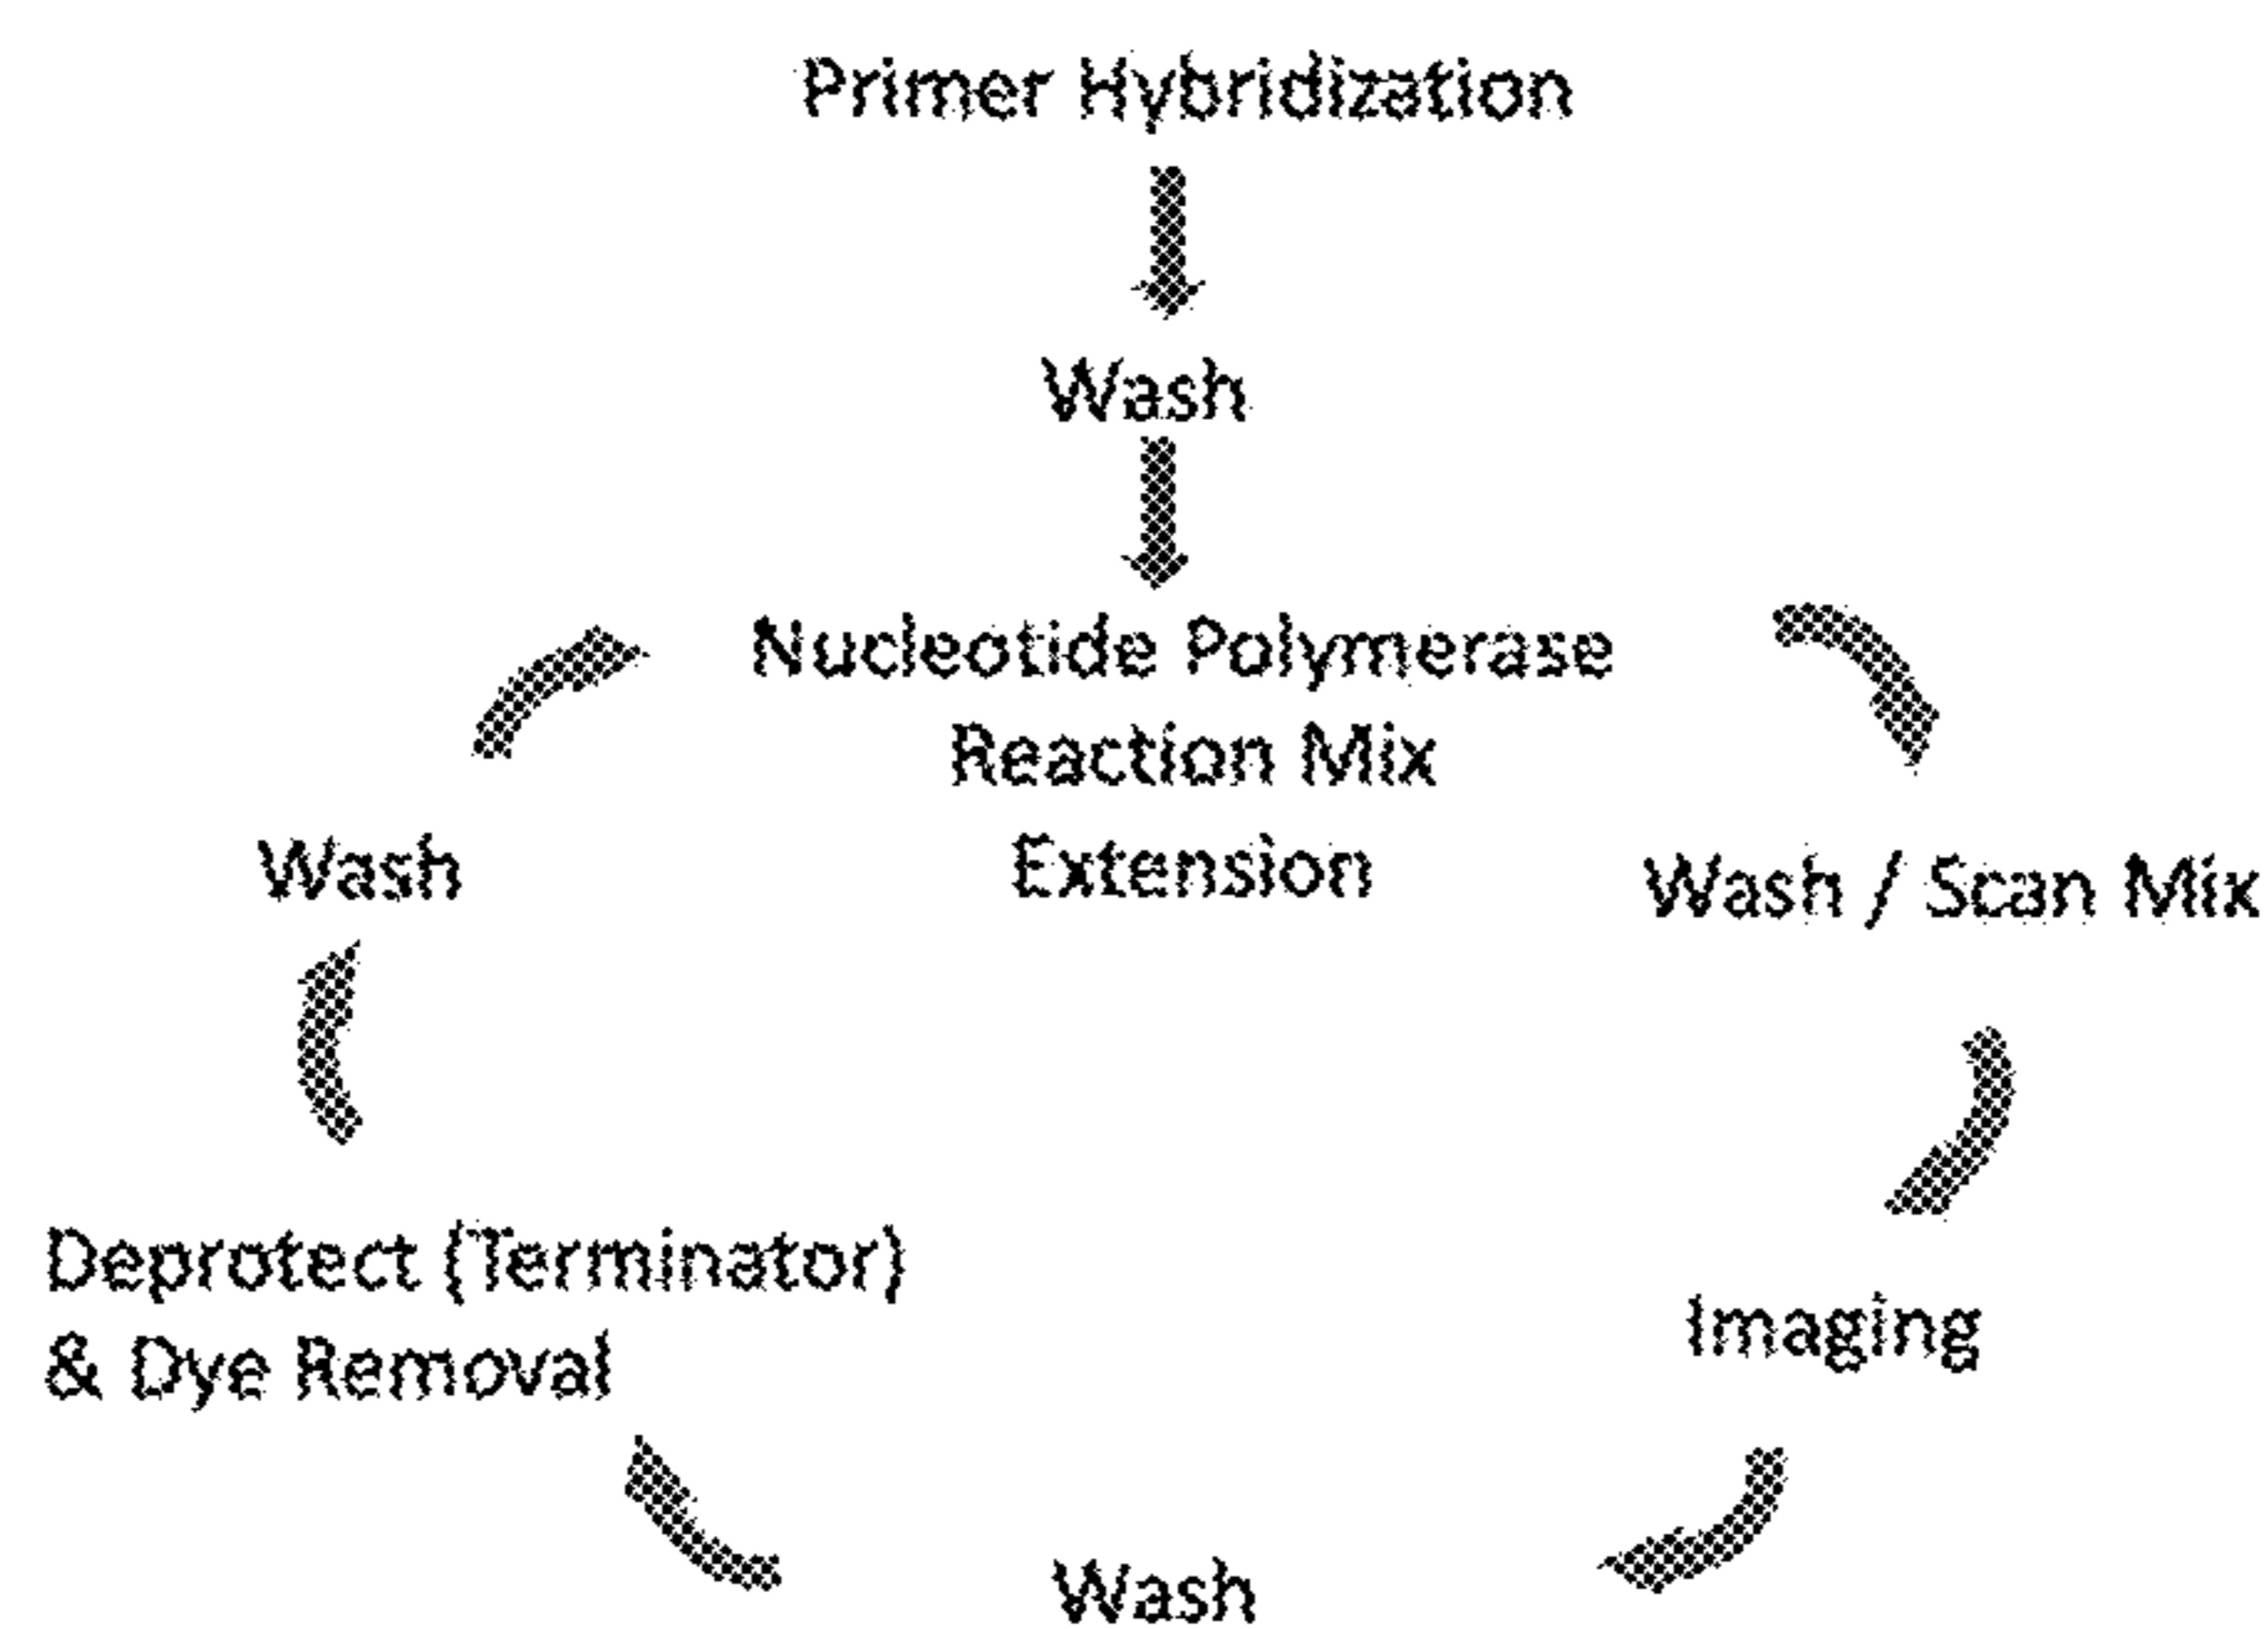 Primer Hybridization
Wash
Nucleotide Polymerase
Reaction Mix
Extension
Wash
Wash / Scan Mix
Deprotect (Terminator)
& Dye Removal
Imaging
Wash